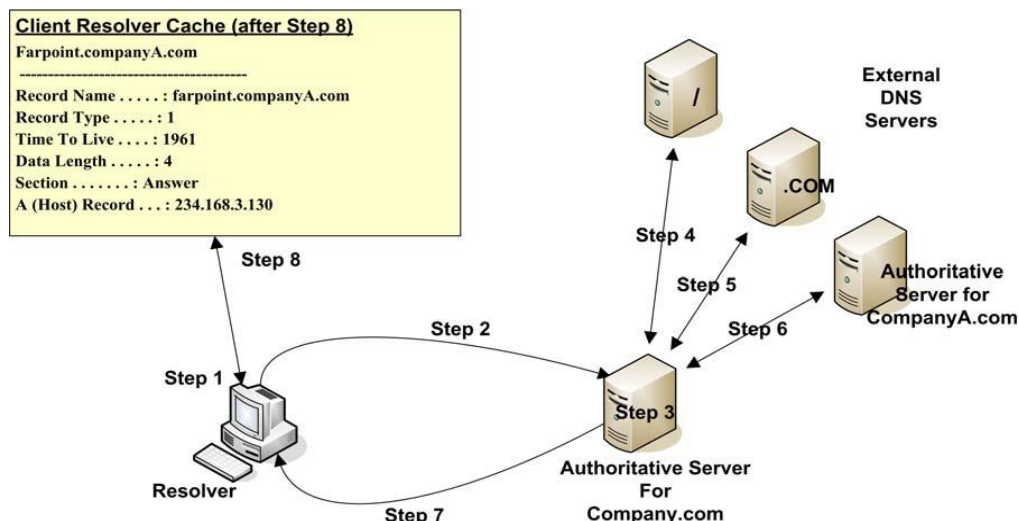 Client Resolver Cache (after Step 8)
Farpoint.companyA.com
----------------------------------------
Record Name . . . . . : farpoint.companyA.com
Record Type . . . . . : 1
Time To Live . . . . : 1961
Data Length . . . . . : 4
Section . . . . . . . : Answer
A (Host) Record . . . : 234.168.3.130
/
External
DNS
Servers
.COM
Step 4
Step 8
Step 5
Authoritative
Server for
CompanyA.com
Step 2
Step 6
Step 1
Step 3
Resolver
Authoritative Server
For
Company.com
Step 7